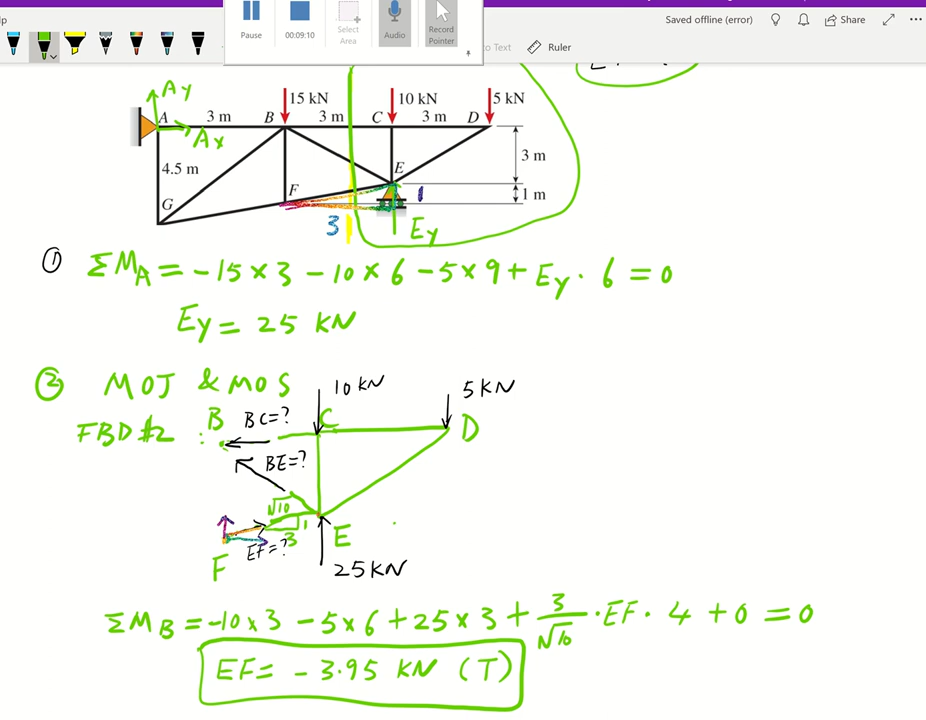 Saved offline (error)
Share
Pause
00:09:10
Select Area
Audio
Record Pointer
to Text
Ruler
Ay
15 kN
10 kN
5 kN
A
3 m
B
3 m
C
3 m
D
Ax
4.5 m
E
3 m
G
F
1
1 m
3
Ey
① ΣMA = -15×3 - 10×6 - 5×9 + Ey · 6 = 0
Ey = 25 KN
② MOJ & MOS
10 KN
5 KN
FBD #2 :
B
BC=?
C
D
BE=?
√10
1
3
EF=?
E
F
25 KN
ΣMB = -10×3 - 5×6 + 25×3 + 3/√10 · EF · 4 + 0 = 0
EF = - 3.95 KN (T)